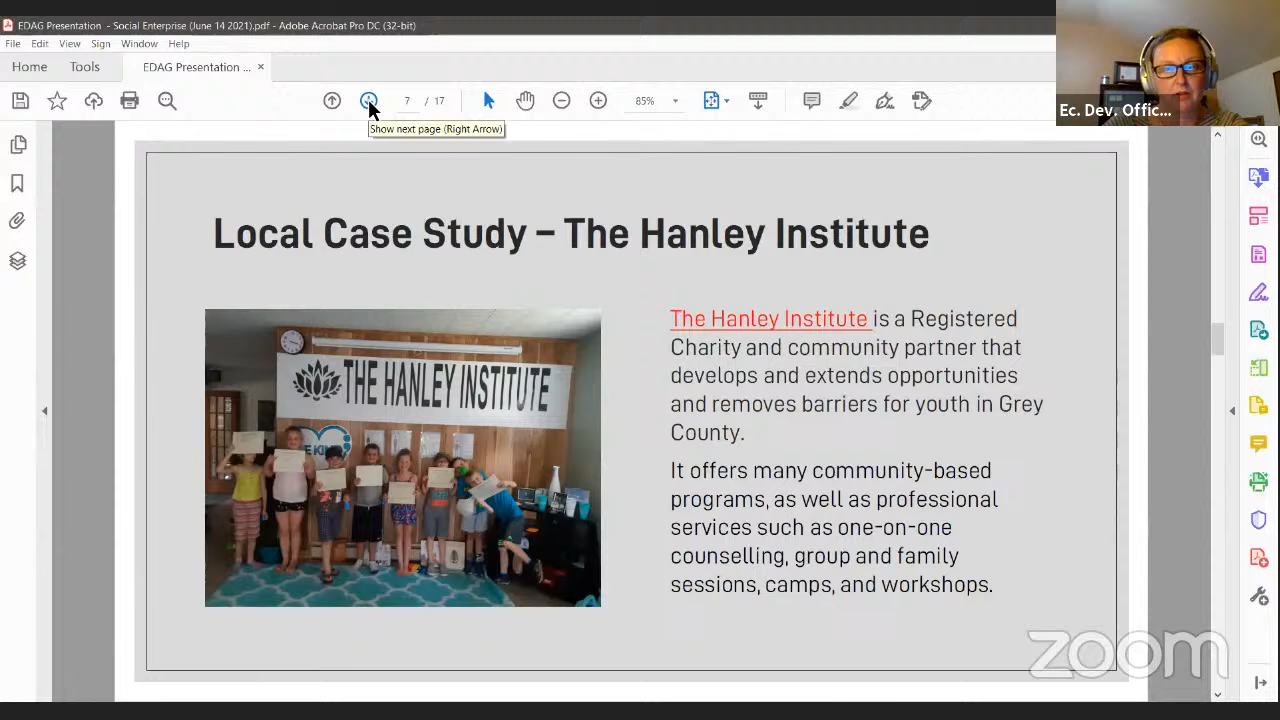 EDAG Presentation - Social Enterprise (June 14 2021).pdf - Adobe Acrobat Pro DC (32-bit)
File Edit View Sign Window Help
Home Tools EDAG Presentation ... ×
17 85%
Show next page (Right Arrow)
Ec. Dev. Offic...
Local Case Study – The Hanley Institute
THE HANLEY INSTITUTE
The Hanley Institute is a Registered
Charity and community partner that
develops and extends opportunities
and removes barriers for youth in Grey
County.
It offers many community-based
programs, as well as professional
services such as one-on-one
counselling, group and family
sessions, camps, and workshops.
zoom